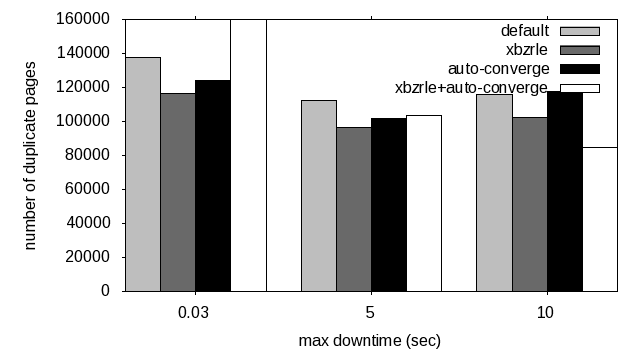 number of duplicate pages
160000
140000
120000
100000
80000
60000
40000
20000
0
default
xbzrle
auto-converge
xbzrle+auto-converge
0.03
5
10
max downtime (sec)